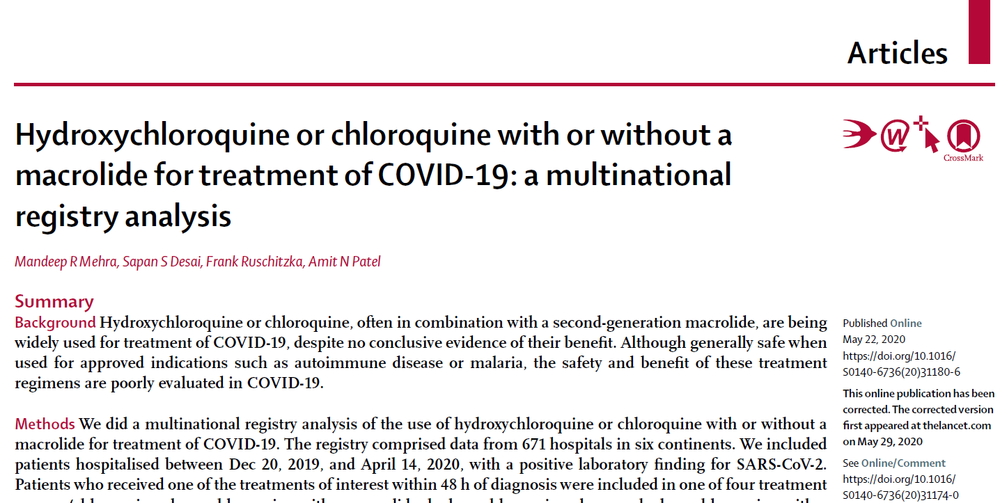 Articles
Hydroxychloroquine or chloroquine with or without a
macrolide for treatment of COVID-19: a multinational
registry analysis
CrossMark
Mandeep R Mehra, Sapan S Desai, Frank Ruschitzka, Amit N Patel
Summary
Background Hydroxychloroquine or chloroquine, often in combination with a second-generation macrolide, are being
widely used for treatment of COVID-19, despite no conclusive evidence of their benefit. Although generally safe when
used for approved indications such as autoimmune disease or malaria, the safety and benefit of these treatment
regimens are poorly evaluated in COVID-19.
Methods We did a multinational registry analysis of the use of hydroxychloroquine or chloroquine with or without a
macrolide for treatment of COVID-19. The registry comprised data from 671 hospitals in six continents. We included
patients hospitalised between Dec 20, 2019, and April 14, 2020, with a positive laboratory finding for SARS-CoV-2.
Patients who received one of the treatments of interest within 48 h of diagnosis were included in one of four treatment
Published Online
May 22, 2020
https://doi.org/10.1016/
S0140-6736(20)31180-6
This online publication has been
corrected. The corrected version
first appeared at thelancet.com
on May 29, 2020
See Online/Comment
https://doi.org/10.1016/
S0140-6736(20)31174-0